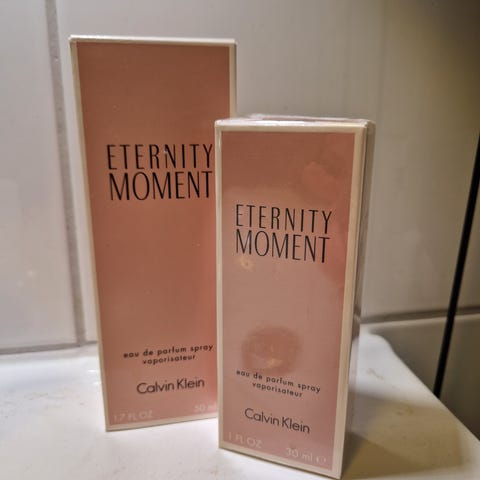 ETERNITY
MOMENT
eau de parfum spray
vaporisateur
Calvin Klein
1.7 FL OZ 50 ml
ETERNITY
MOMENT
eau de parfum spray
vaporisateur
Calvin Klein
1 FL OZ 30 ml e